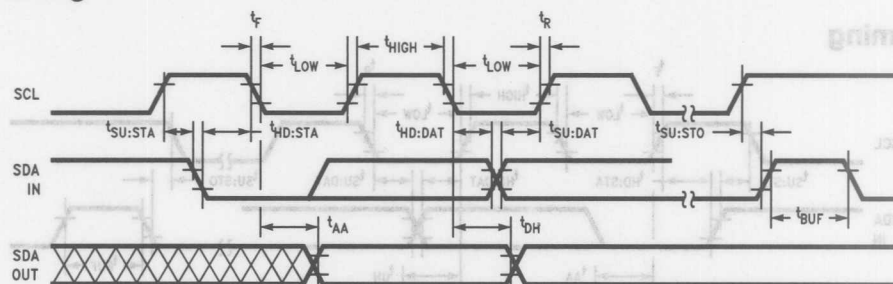 tF
tR
tHIGH
tLOW
tLOW
SCL
tSU:STA
tHD:STA
tHD:DAT
tSU:DAT
tSU:STO
SDA
IN
tBUF
tAA
tDH
SDA
OUT